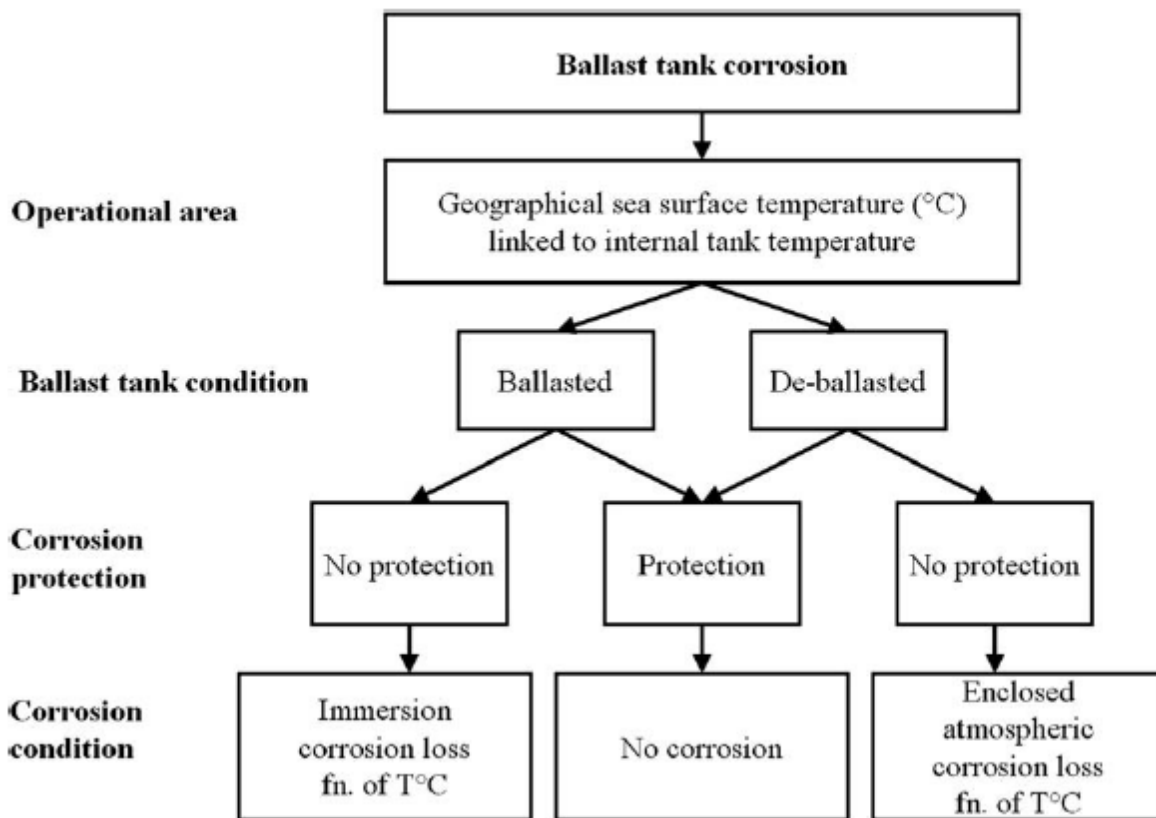 Ballast tank corrosion
Operational area
Geographical sea surface temperature (°C)
linked to internal tank temperature
Ballast tank condition
Ballasted
De-ballasted
Corrosion
protection
No protection
Protection
No protection
Corrosion
condition
Immersion
corrosion loss
fn. of T°C
No corrosion
Enclosed
atmospheric
corrosion loss
fn. of T°C